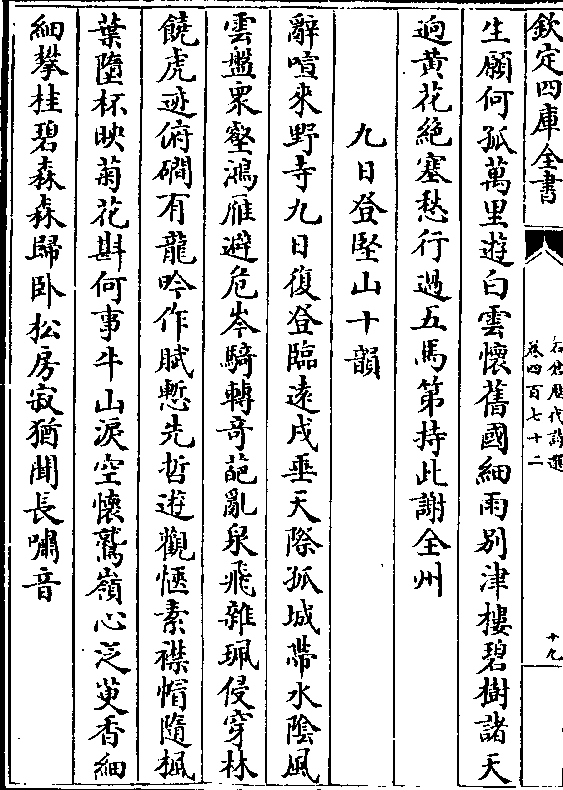 欽定四庫全書
石倉歷代詩選
卷四百七十二
十九
生願何孤萬里遊白雲懷舊國細雨别津樓碧樹諸天
逈黄花絶塞愁行過五馬第持此謝全州
九日登堅山十韻
辭喧來野寺九日復登臨遠戍垂天際孤城帶水陰風
雲盤衆壑鴻雁避危岑騎轉奇葩亂泉飛雜珮侵穿林
饒虎迹俯磵有龍吟作賦慙先哲遊觀愜素襟帽隨楓
葉墮杯映菊花斟何事牛山淚空懷鷲嶺心泛萸香細
細攀桂碧森森歸卧松房寂猶聞長嘯音